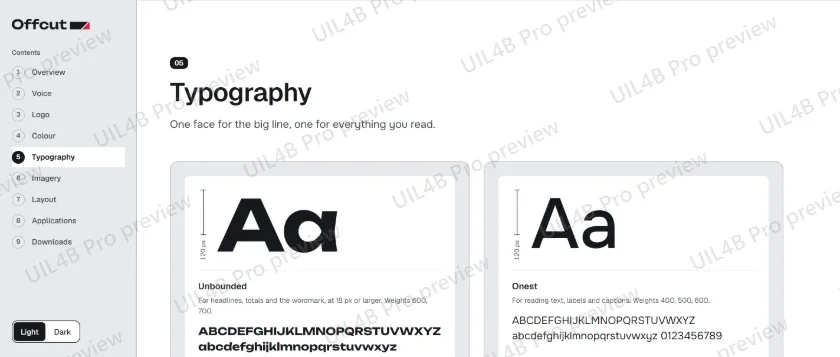 Offcut
Contents
1 Overview
2 Voice
3 Logo
4 Colour
5 Typography
6 Imagery
7 Layout
8 Applications
9 Downloads
Light Dark
05
Typography
One face for the big line, one for everything you read.
120 px
Aa
Unbounded
For headlines, totals and the wordmark, at 18 px or larger. Weights 600,
700.
ABCDEFGHIJKLMNOPQRSTUVWXYZ
abcdefghijklmnopqrstuvwxyz
120 px
Aa
Onest
For reading text, labels and captions. Weights 400, 500, 600.
ABCDEFGHIJKLMNOPQRSTUVWXYZ
abcdefghijklmnopqrstuvwxyz 0123456789
UIL4B Pro preview